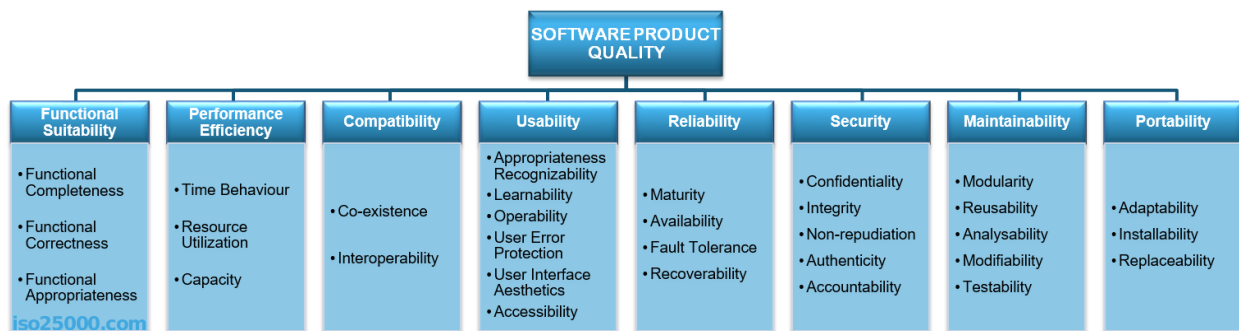 SOFTWARE PRODUCT
QUALITY
Functional
Suitability
• Functional
Completeness
• Functional
Correctness
• Functional
Appropriateness
Performance
Efficiency
• Time Behaviour
• Resource
Utilization
• Capacity
Compatibility
• Co-existence
• Interoperability
Usability
• Appropriateness
Recognizability
• Learnability
• Operability
• User Error
Protection
• User Interface
Aesthetics
• Accessibility
Reliability
• Maturity
• Availability
• Fault Tolerance
• Recoverability
Security
• Confidentiality
• Integrity
• Non-repudiation
• Authenticity
• Accountability
Maintainability
• Modularity
• Reusability
• Analysability
• Modifiability
• Testability
Portability
• Adaptability
• Installability
• Replaceability
iso25000.com